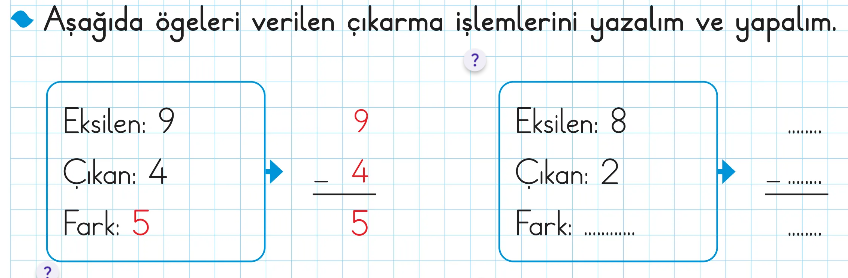 Aşağıda ögeleri verilen çıkarma işlemlerini yazalım ve yapalım.
?
Eksilen: 9
Çıkan: 4
Fark: 5
9
– 4
5
Eksilen: 8
Çıkan: 2
Fark: ............
........
– ........
........
?